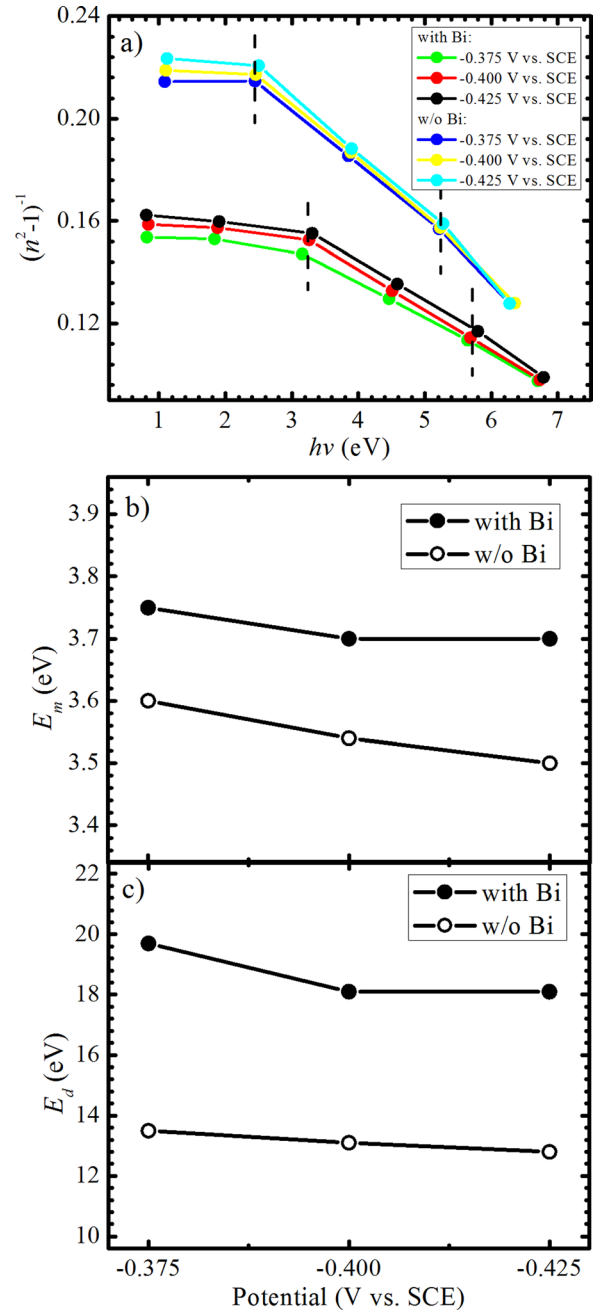 a)
with Bi:
-0.375 V vs. SCE
-0.400 V vs. SCE
-0.425 V vs. SCE
w/o Bi:
-0.375 V vs. SCE
-0.400 V vs. SCE
-0.425 V vs. SCE
0.24
0.20
0.16
0.12
(n²-1)⁻¹
1 2 3 4 5 6 7
hν (eV)
b)
with Bi
w/o Bi
3.9
3.8
3.7
3.6
3.5
3.4
Eₘ (eV)
c)
with Bi
w/o Bi
22
20
18
16
14
12
10
E_d (eV)
-0.375 -0.400 -0.425
Potential (V vs. SCE)